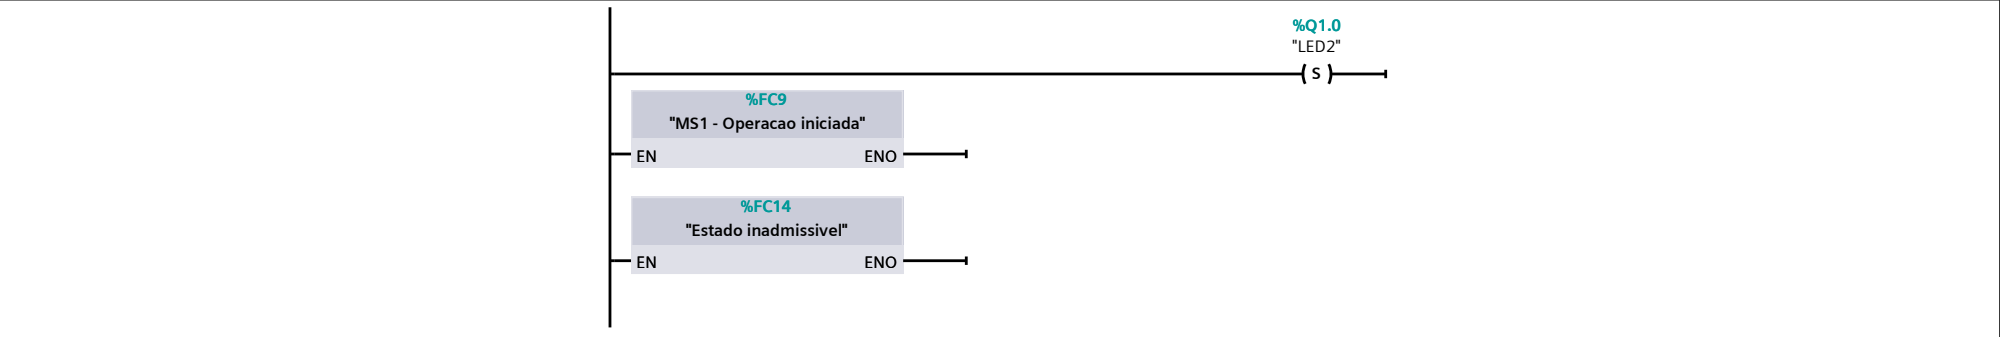 %Q1.0
"LED2"
S
%FC9
"MS1 - Operacao iniciada"
EN ENO
%FC14
"Estado inadmissivel"
EN ENO